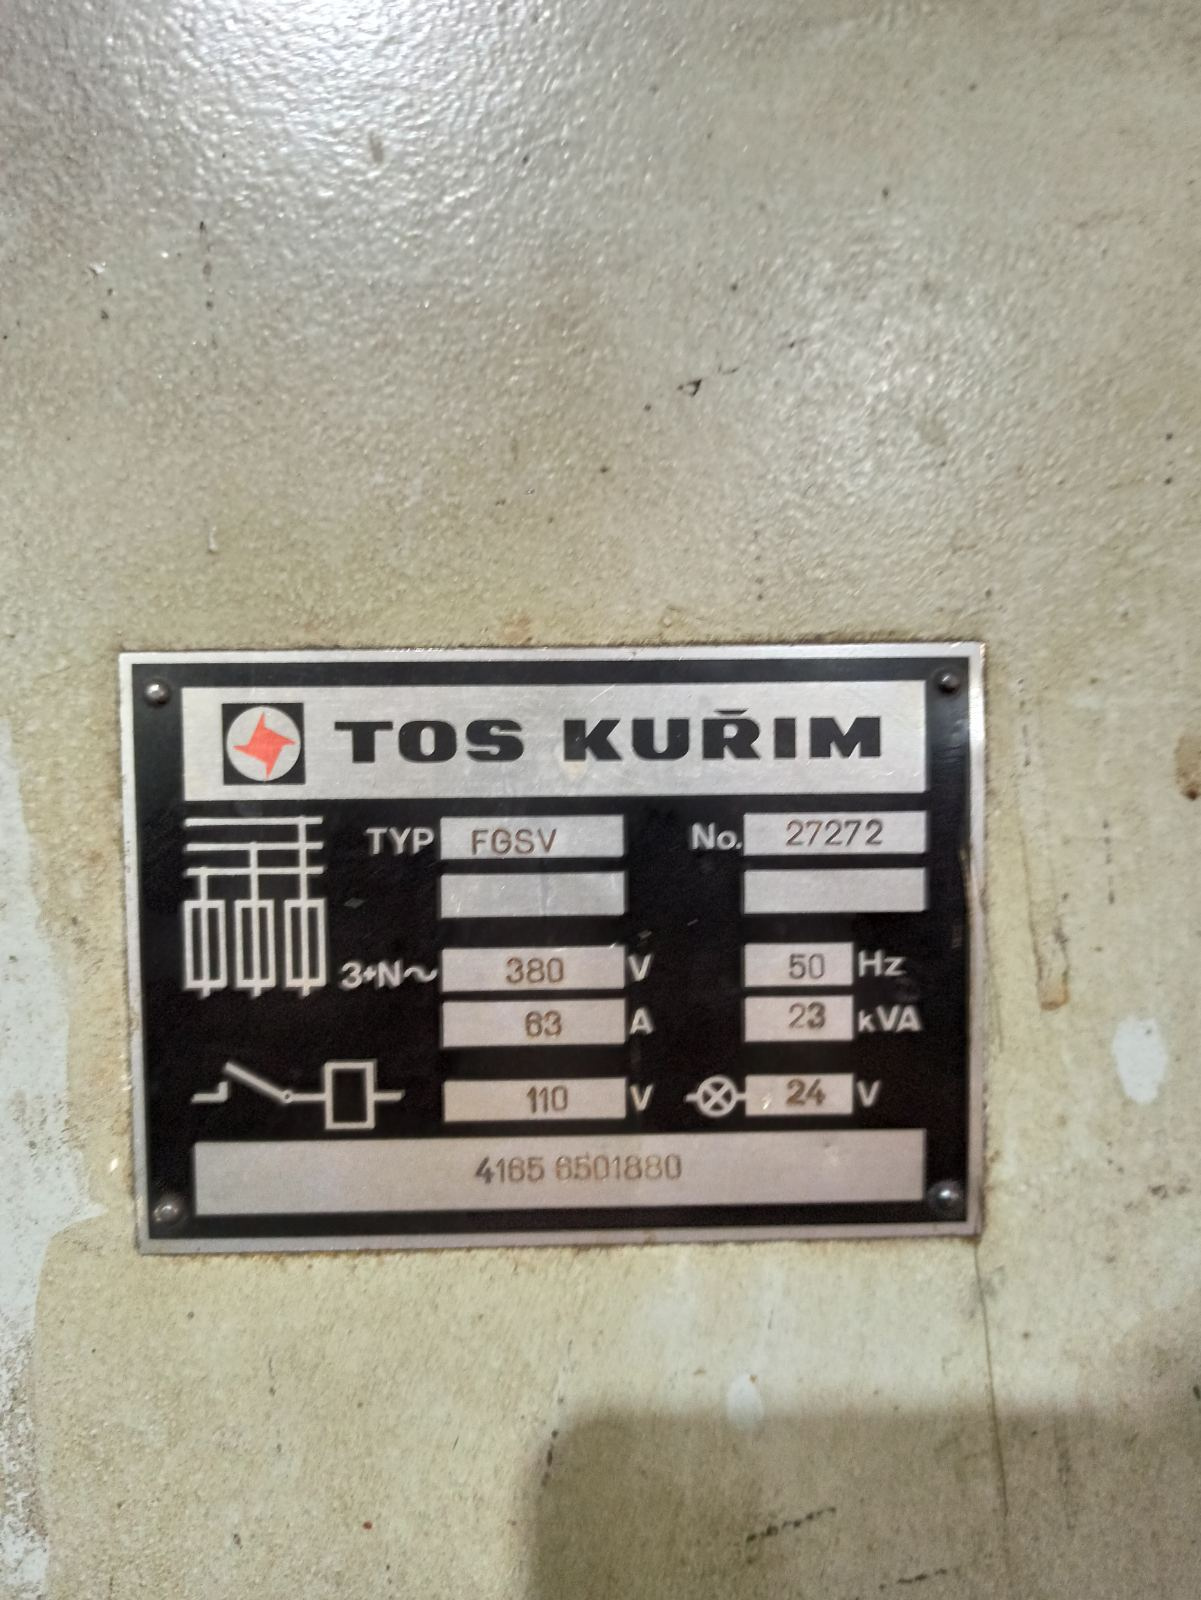 TOS KUŘIM
TYP FGSV No. 27272
3+N~ 380 V 50 Hz
63 A 23 kVA
110 V 24 V
4165 6501880